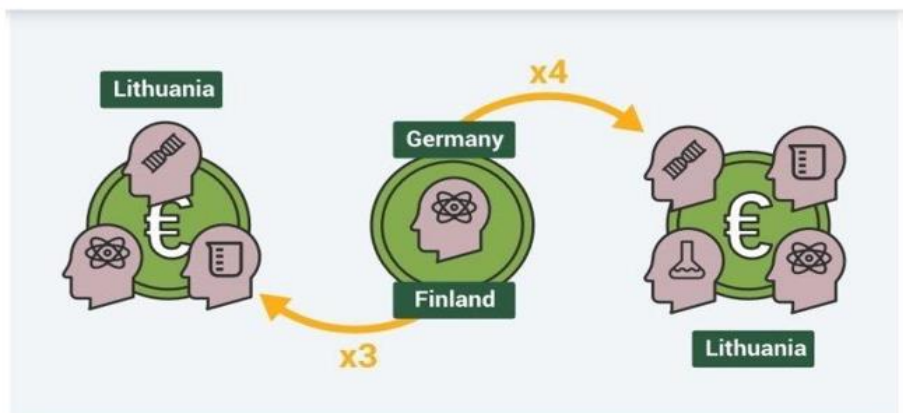 x4
Lithuania
Germany
€
€
Finland
x3
Lithuania